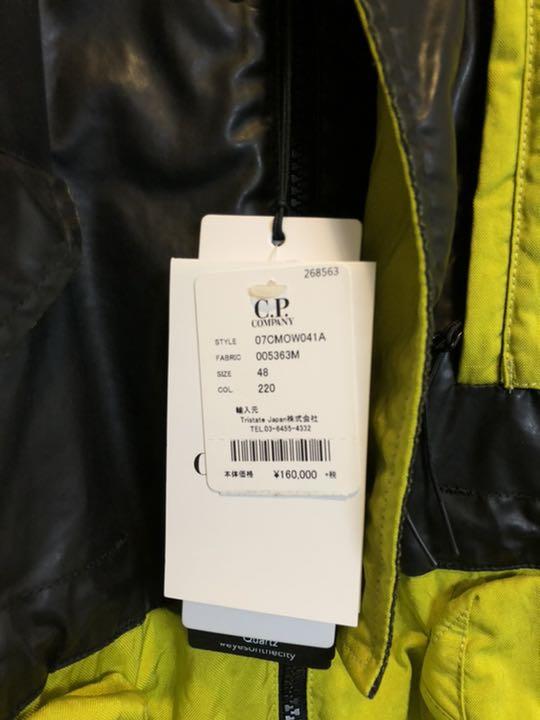 268563
C.P.
COMPANY
STYLE 07CMOW041A
FABRIC 005363M
SIZE 48
COL. 220
輸入元
Tristate Japan株式会社
TEL.03-6455-4332
C
本体価格 ¥160,000 +税
Quartz
#eyesonthecity